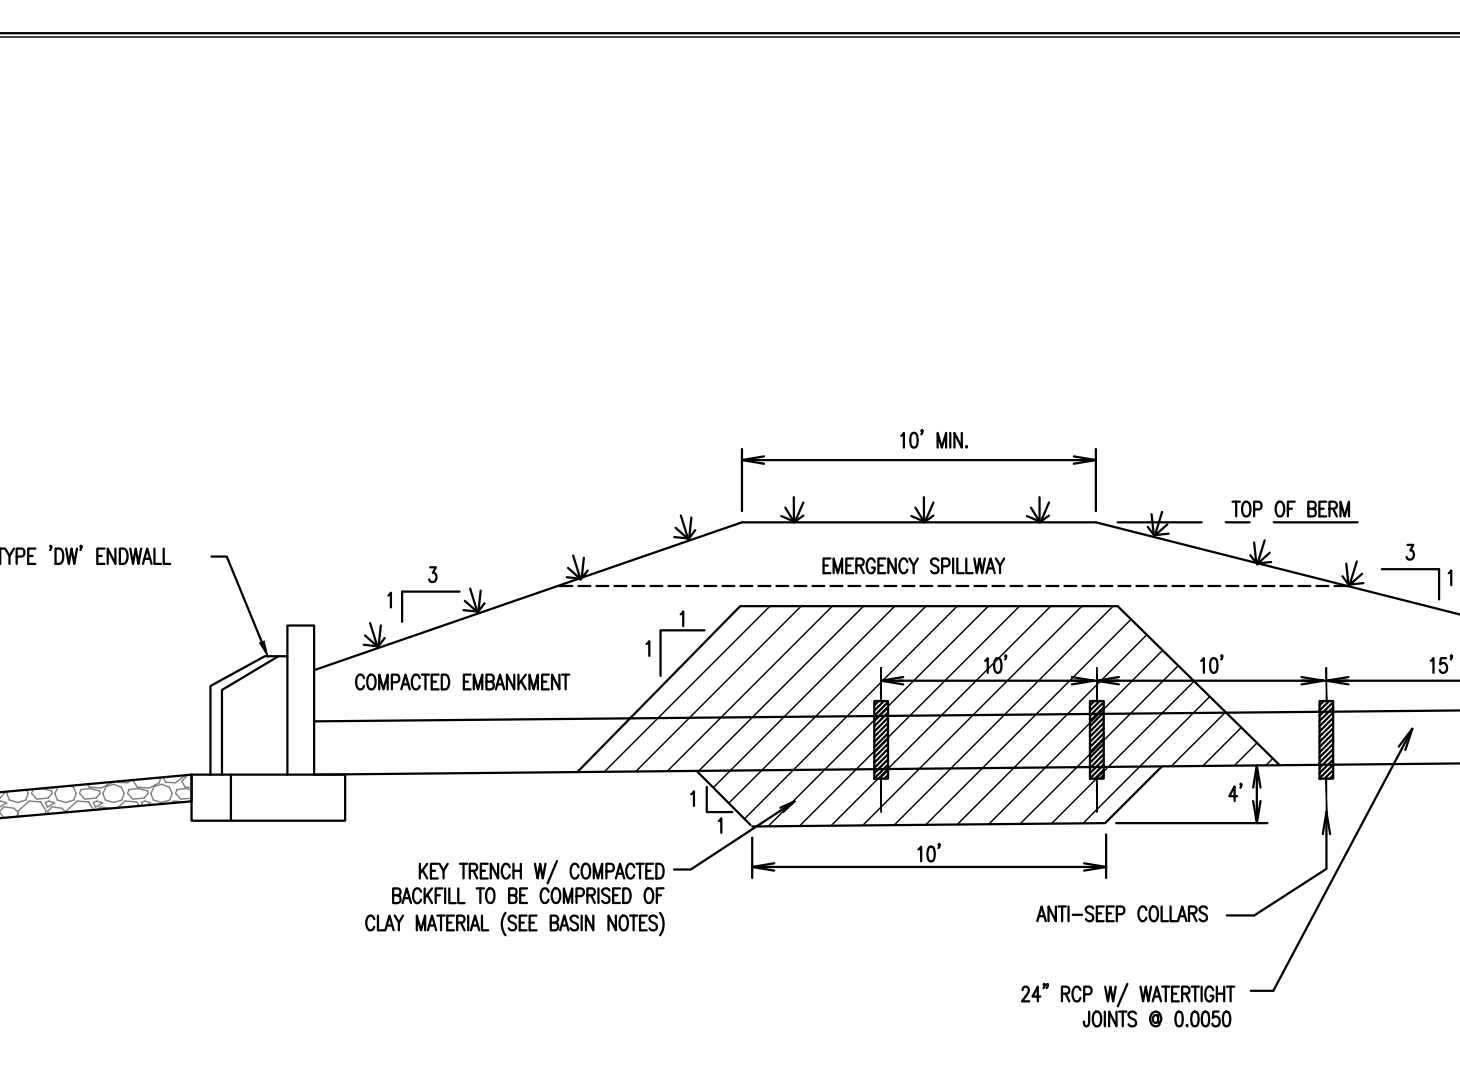 10' MIN.
TOP OF BERM
TYPE 'DW' ENDWALL
EMERGENCY SPILLWAY
3
1
3
1
1
1
10'
10'
15'
COMPACTED EMBANKMENT
1
1
4'
10'
KEY TRENCH W/ COMPACTED
BACKFILL TO BE COMPRISED OF
CLAY MATERIAL (SEE BASIN NOTES)
ANTI-SEEP COLLARS
24" RCP W/ WATERTIGHT
JOINTS @ 0.0050